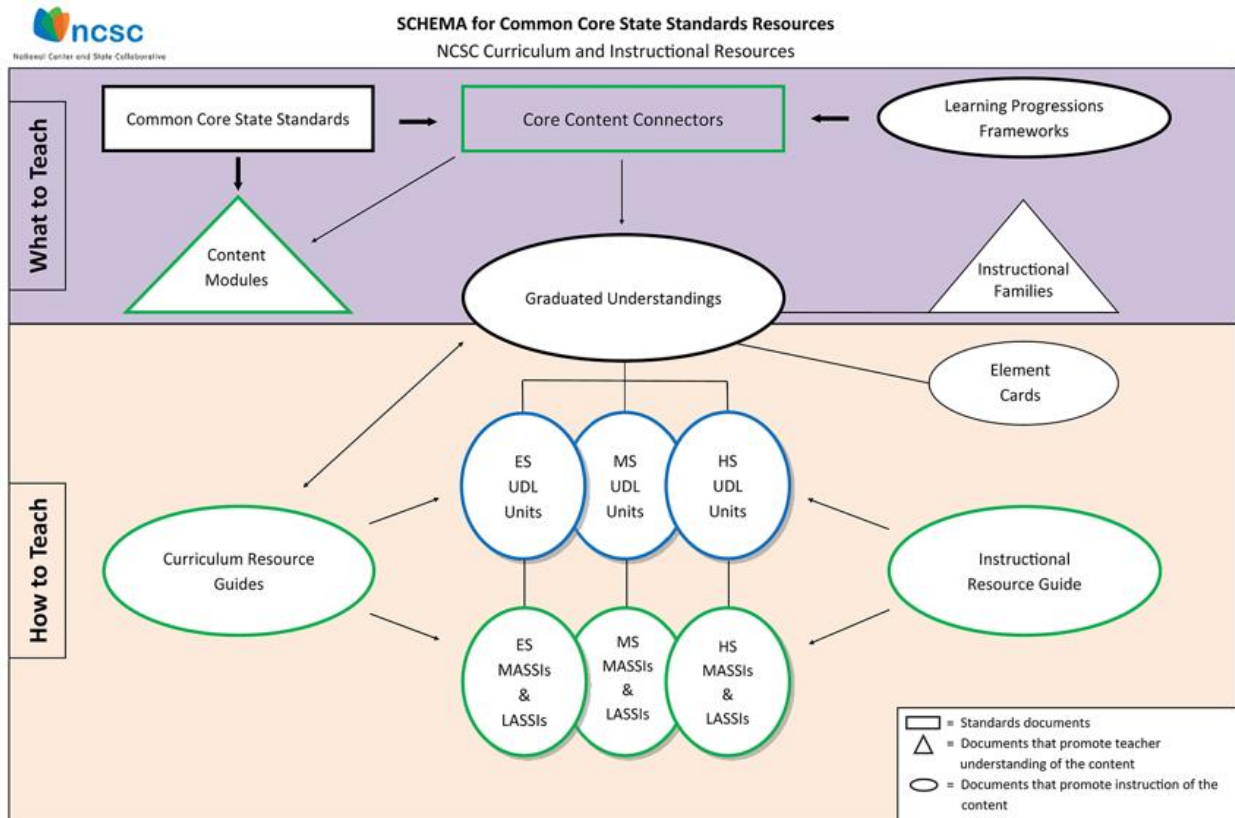 ncsc
National Center and State Collaborative
SCHEMA for Common Core State Standards Resources
NCSC Curriculum and Instructional Resources
What to Teach
Common Core State Standards
Core Content Connectors
Learning Progressions
Frameworks
Content
Modules
Graduated Understandings
Instructional
Families
Element
Cards
How to Teach
ES
UDL
Units
MS
UDL
Units
HS
UDL
Units
Curriculum Resource
Guides
Instructional
Resource Guide
ES
MASSIs
&
LASSIs
MS
MASSIs
&
LASSIs
HS
MASSIs
&
LASSIs
= Standards documents
= Documents that promote teacher
understanding of the content
= Documents that promote instruction of the
content